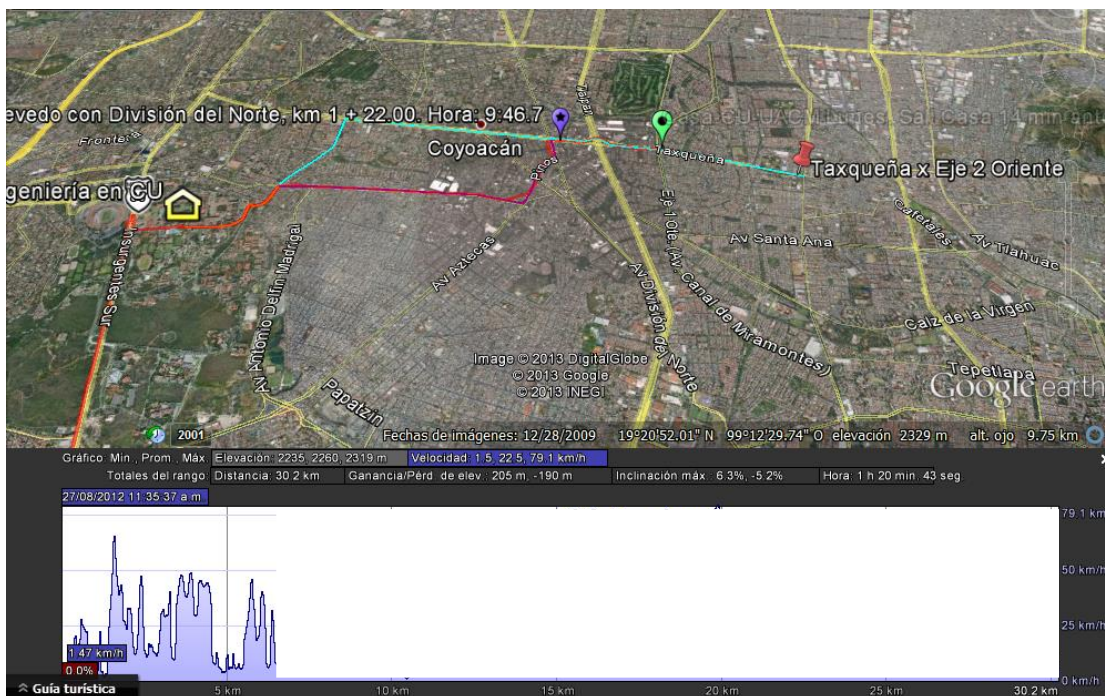 evedo con División del Norte, km 1 + 22.00. Hora: 9:46.7
Frontera
Tlalpan
Coyoacán
Pinos
Taxqueña
Taxqueña x Eje 2 Oriente
geniería en CU
Insurgentes Sur
Av Antonio Delfín Madrigal
Av Aztecas
Eje 1 Ote. (Av. Canal de Miramontes)
Av División del Norte
Av Santa Ana
Cafetales
Av Tlahuac
Calz de la Virgen
Tepetlapa
Papatzin
Image © 2013 DigitalGlobe
© 2013 Google
© 2013 INEGI
Google earth
2001
Fechas de imágenes: 12/28/2009 19°20'52.01" N 99°12'29.74" O elevación 2329 m alt. ojo 9.75 km
Gráfico: Mín., Prom., Máx. Elevación: 2235, 2260, 2319 m Velocidad: 1.5, 22.5, 79.1 km/h
Totales del rango: Distancia: 30.2 km Ganancia/Pérd. de elev.: 205 m, -190 m Inclinación máx.: 6.3%, -5.2% Hora: 1 h 20 min. 43 seg.
27/08/2012 11:35:37 a.m.
79.1 km
50 km/h
25 km/h
0 km/h
1.47 km/h
0.0%
Guía turística
5 km 10 km 15 km 20 km 25 km 30.2 km